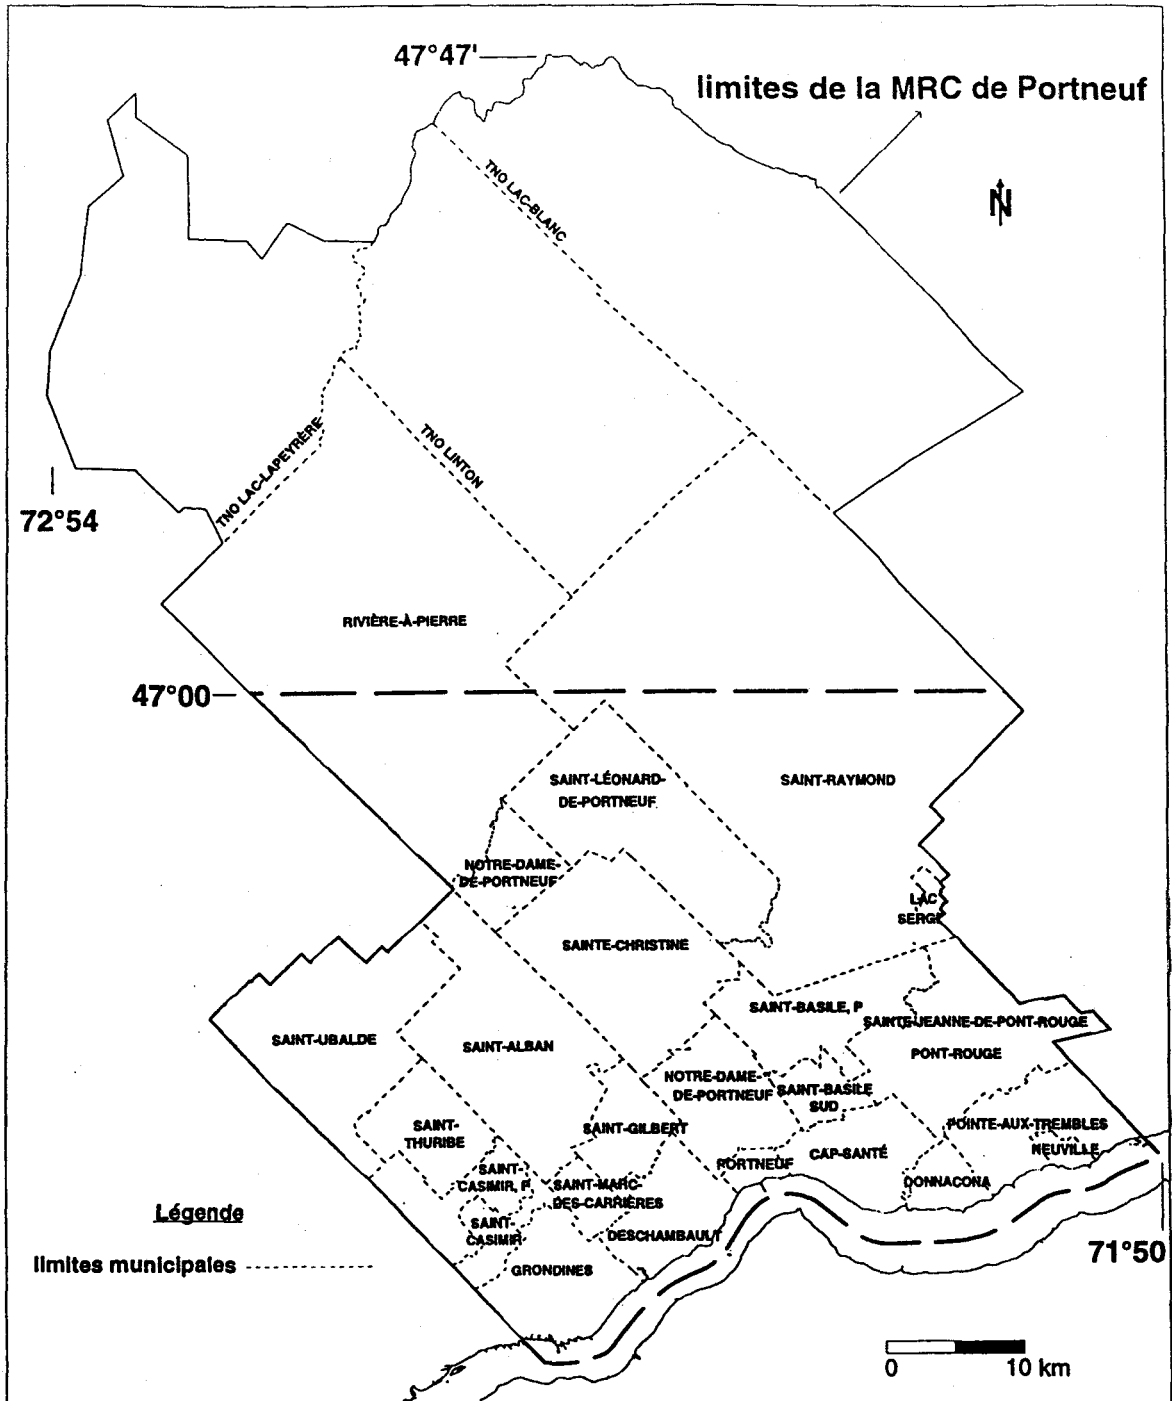 47°47'
limites de la MRC de Portneuf
N
TNO LAC-BLANC
TNO LAC-LAPEYRÈRE
TNO LINTON
72°54
RIVIÈRE-À-PIERRE
47°00
SAINT-LÉONARD-
DE-PORTNEUF
SAINT-RAYMOND
NOTRE-DAME-
DE-PORTNEUF
LAC
SERGE
SAINTE-CHRISTINE
SAINT-BASILE, P
SAINTE-JEANNE-DE-PONT-ROUGE
SAINT-UBALDE
SAINT-ALBAN
PONT-ROUGE
NOTRE-DAME-
DE-PORTNEUF
SAINT-BASILE
SUD
SAINT-
THURIBE
SAINT-GILBERT
POINTE-AUX-TREMBLES
NEUVILLE
CAP-SANTÉ
PORTNEUF
SAINT-
CASIMIR, P
SAINT-MARC-
DES-CARRIÈRES
DONNACONA
SAINT-
CASIMIR
DESCHAMBAULT
GRONDINES
71°50
Légende
limites municipales
0 10 km